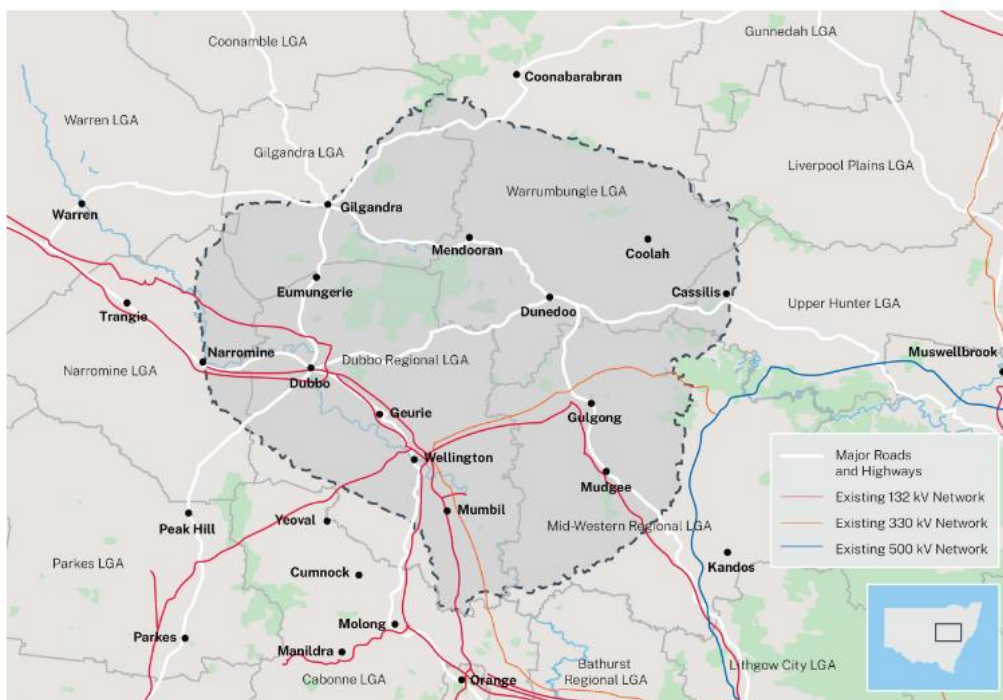 Coonamble LGA
Gunnedah LGA
Coonabarabran
Warren LGA
Gilgandra LGA
Liverpool Plains LGA
Warrumbungle LGA
Warren
Gilgandra
Mendooran
Coolah
Eumungerie
Cassilis
Trangie
Dunedoo
Upper Hunter LGA
Narromine
Dubbo Regional LGA
Muswellbrook
Narromine LGA
Dubbo
Geurie
Gulgong
Wellington
Mudgee
Peak Hill
Yeoval
Mumbil
Mid-Western Regional LGA
Parkes LGA
Cumnock
Kandos
Molong
Parkes
Manildra
Cabonne LGA
Orange
Bathurst
Regional LGA
Lithgow City LGA
Major Roads
and Highways
Existing 132 kV Network
Existing 330 kV Network
Existing 500 kV Network